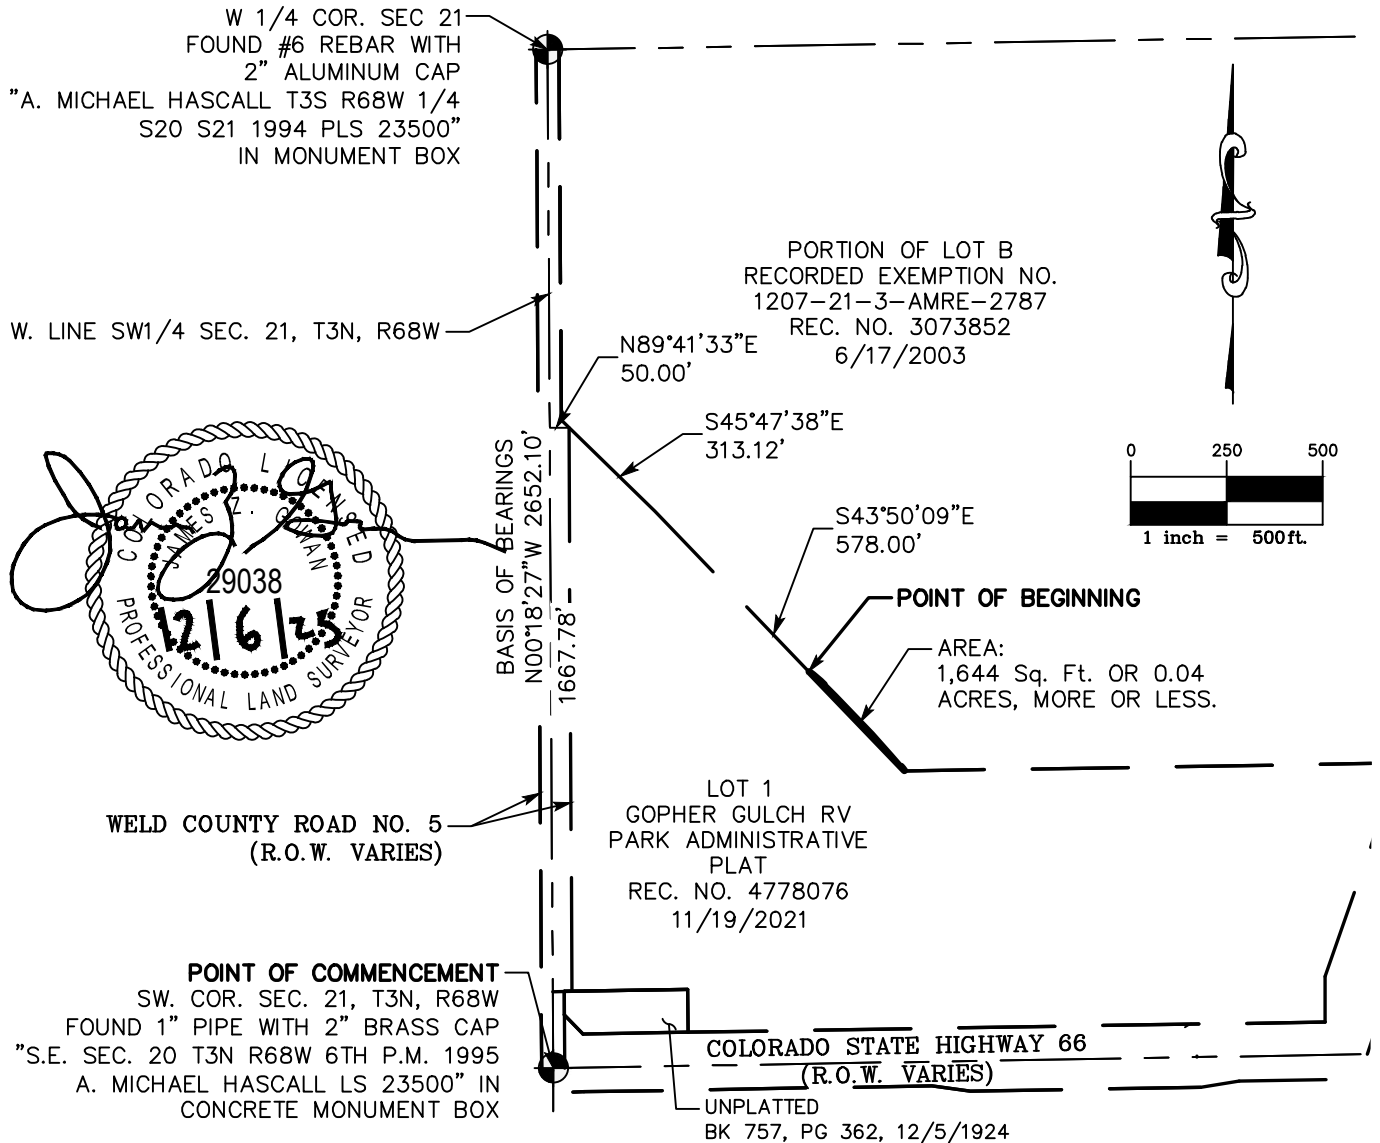 W 1/4 COR. SEC 21
FOUND #6 REBAR WITH
2" ALUMINUM CAP
"A. MICHAEL HASCALL T3S R68W 1/4
S20 S21 1994 PLS 23500"
IN MONUMENT BOX
PORTION OF LOT B
RECORDED EXEMPTION NO.
1207-21-3-AMRE-2787
REC. NO. 3073852
6/17/2003
W. LINE SW1/4 SEC. 21, T3N, R68W
N89°41'33"E
50.00'
S45°47'38"E
313.12'
0 250 500
1 inch = 500ft.
S43°50'09"E
578.00'
BASIS OF BEARINGS
N00°18'27"W 2652.10'
1667.78'
COLORADO LICENSED
JAMES Z. GOWAN
29038
12/6/25
PROFESSIONAL LAND SURVEYOR
POINT OF BEGINNING
AREA:
1,644 Sq. Ft. OR 0.04
ACRES, MORE OR LESS.
LOT 1
GOPHER GULCH RV
PARK ADMINISTRATIVE
PLAT
REC. NO. 4778076
11/19/2021
WELD COUNTY ROAD NO. 5
(R.O.W. VARIES)
POINT OF COMMENCEMENT
SW. COR. SEC. 21, T3N, R68W
FOUND 1" PIPE WITH 2" BRASS CAP
"S.E. SEC. 20 T3N R68W 6TH P.M. 1995
A. MICHAEL HASCALL LS 23500" IN
CONCRETE MONUMENT BOX
COLORADO STATE HIGHWAY 66
(R.O.W. VARIES)
UNPLATTED
BK 757, PG 362, 12/5/1924